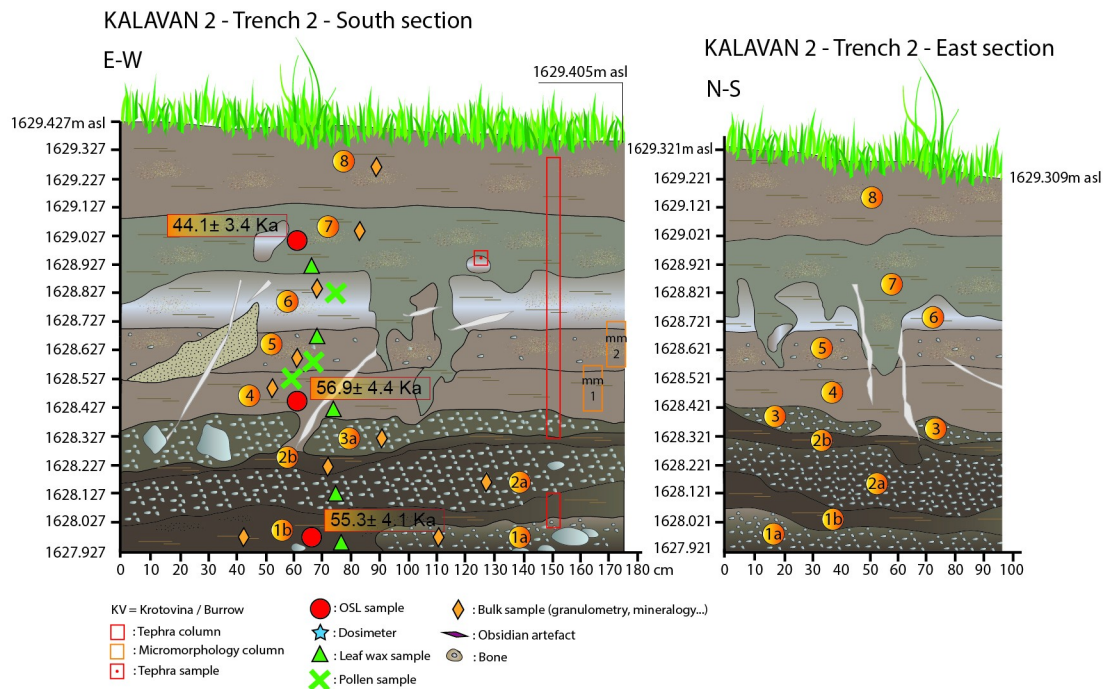 KALAVAN 2 - Trench 2 - South section
E-W
1629.405m asl
1629.427m asl
1629.327
1629.227
1629.127
1629.027
1628.927
1628.827
1628.727
1628.627
1628.527
1628.427
1628.327
1628.227
1628.127
1628.027
1627.927
8
44.1± 3.4 Ka
7
6
5
mm
2
4
56.9± 4.4 Ka
mm
1
3a
2b
2a
55.3± 4.1 Ka
1b
1a
0 10 20 30 40 50 60 70 80 90 100 110 120 130 140 150 160 170 180 cm
KALAVAN 2 - Trench 2 - East section
N-S
1629.321m asl
1629.309m asl
1629.221
1629.121
1629.021
1628.921
1628.821
1628.721
1628.621
1628.521
1628.421
1628.321
1628.221
1628.121
1628.021
1627.921
8
7
6
5
4
3
3
2b
2a
1b
1a
0 10 20 30 40 50 60 70 80 90 100
KV = Krotovina / Burrow
: Tephra column
: Micromorphology column
: Tephra sample
: OSL sample
: Dosimeter
: Leaf wax sample
: Pollen sample
: Bulk sample (granulometry, mineralogy...)
: Obsidian artefact
: Bone